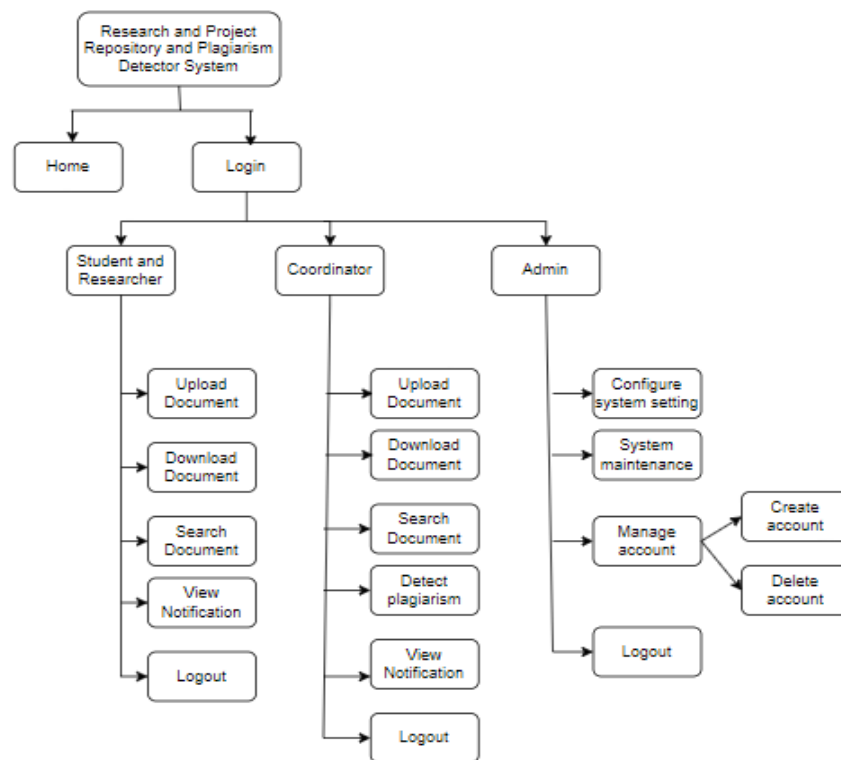 Research and Project
Repository and Plagiarism
Detector System
Home
Login
Student and
Researcher
Coordinator
Admin
Upload
Document
Download
Document
Search
Document
View
Notification
Logout
Upload
Document
Download
Document
Search
Document
Detect
plagiarism
View
Notification
Logout
Configure
system setting
System
maintenance
Manage
account
Create
account
Delete
account
Logout